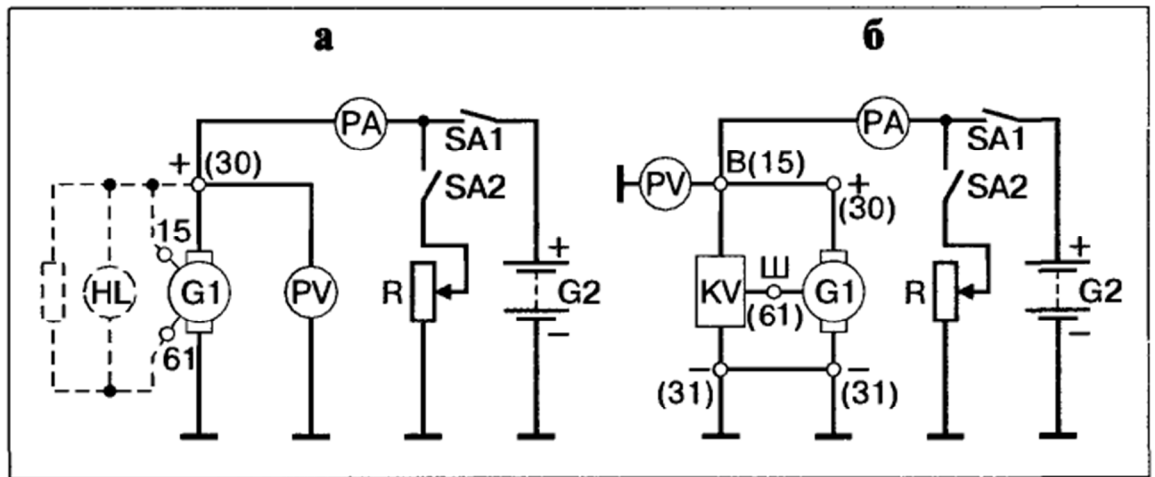 а
PA
SA1
+ (30)
SA2
15
HL
G1
PV
R
+
G2
−
61
б
PA
SA1
PV
В(15)
+
(30)
SA2
KV
Ш
(61)
G1
R
+
G2
−
−
(31)
−
(31)